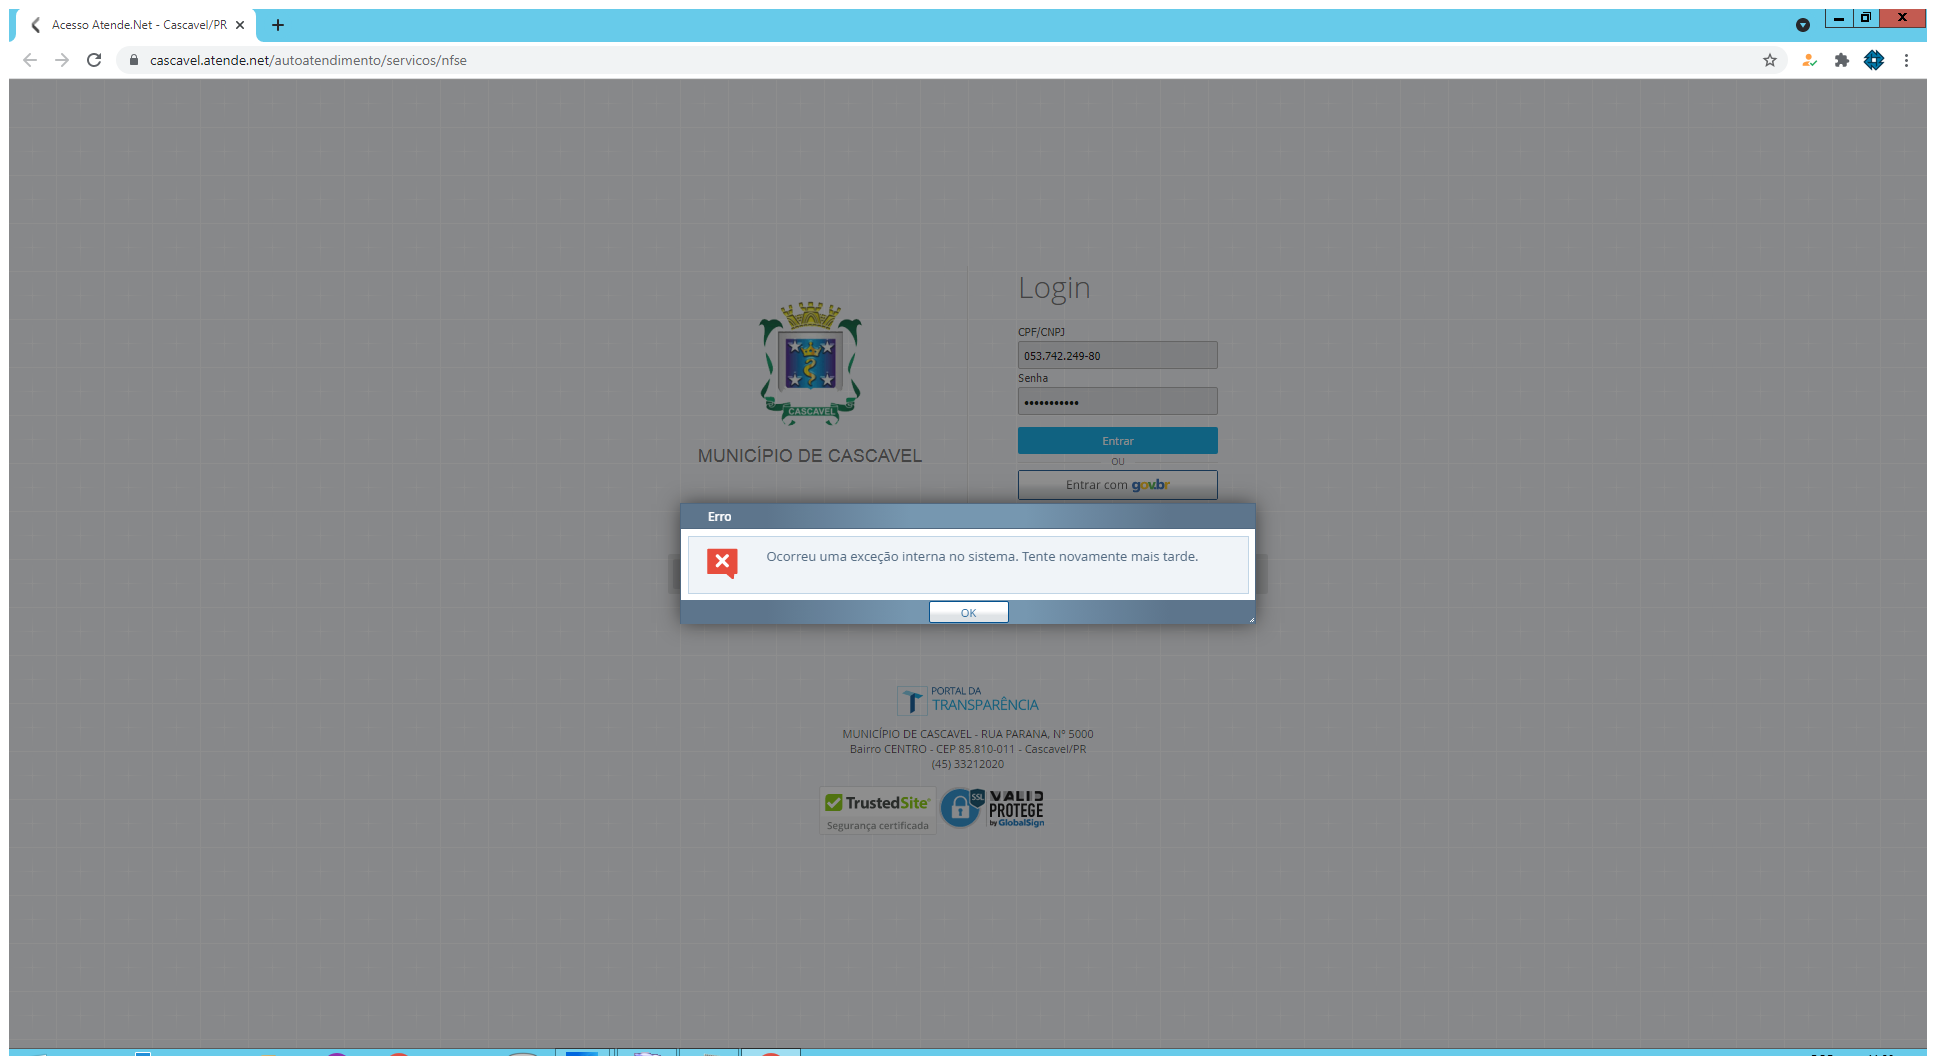 Acesso Atende.Net - Cascavel/PR
cascavel.atende.net/autoatendimento/servicos/nfse
Login
CPF/CNPJ
053.742.249-80
Senha
Entrar
OU
Entrar com gov.br
CASCAVEL
MUNICÍPIO DE CASCAVEL
Erro
Ocorreu uma exceção interna no sistema. Tente novamente mais tarde.
OK
PORTAL DA
TRANSPARÊNCIA
MUNICÍPIO DE CASCAVEL - RUA PARANA, Nº 5000
Bairro CENTRO - CEP 85.810-011 - Cascavel/PR
(45) 33212020
TrustedSite
Segurança certificada
SSL
VALID
PROTEGE
by GlobalSign